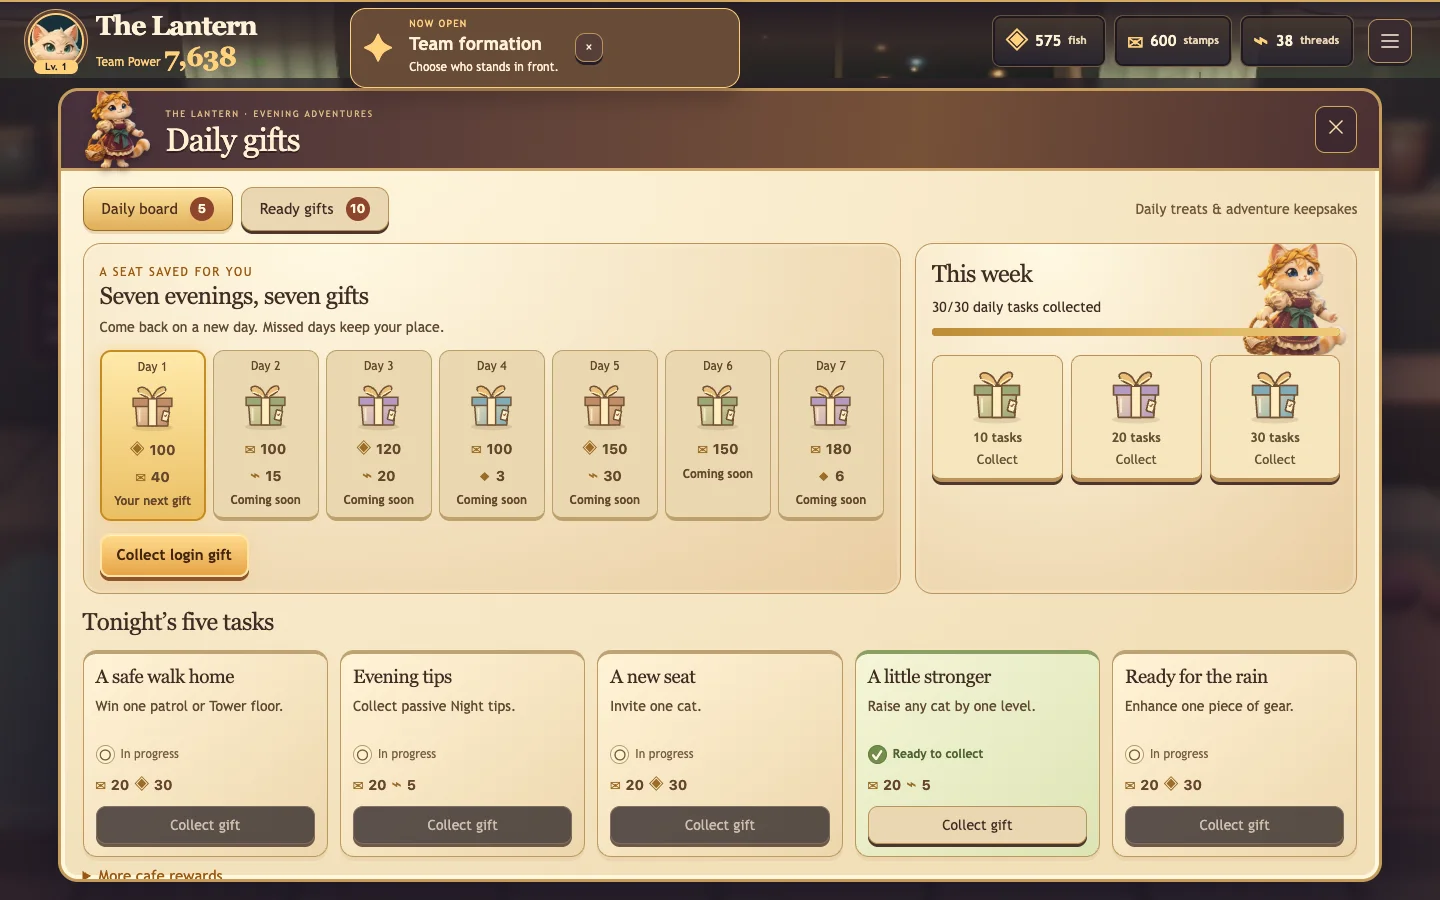 The Lantern
Team Power 7,638
Lv. 1
NOW OPEN
Team formation
Choose who stands in front.
×
575 fish
600 stamps
38 threads
THE LANTERN · EVENING ADVENTURES
Daily gifts
Daily board 5
Ready gifts 10
Daily treats & adventure keepsakes
A SEAT SAVED FOR YOU
Seven evenings, seven gifts
Come back on a new day. Missed days keep your place.
Day 1
100
40
Your next gift
Day 2
100
15
Coming soon
Day 3
120
20
Coming soon
Day 4
100
3
Coming soon
Day 5
150
30
Coming soon
Day 6
150
Coming soon
Day 7
180
6
Coming soon
Collect login gift
This week
30/30 daily tasks collected
10 tasks
Collect
20 tasks
Collect
30 tasks
Collect
Tonight's five tasks
A safe walk home
Win one patrol or Tower floor.
In progress
20 30
Collect gift
Evening tips
Collect passive Night tips.
In progress
20 5
Collect gift
A new seat
Invite one cat.
In progress
20 30
Collect gift
A little stronger
Raise any cat by one level.
Ready to collect
20 5
Collect gift
Ready for the rain
Enhance one piece of gear.
In progress
20 30
Collect gift
More cafe rewards